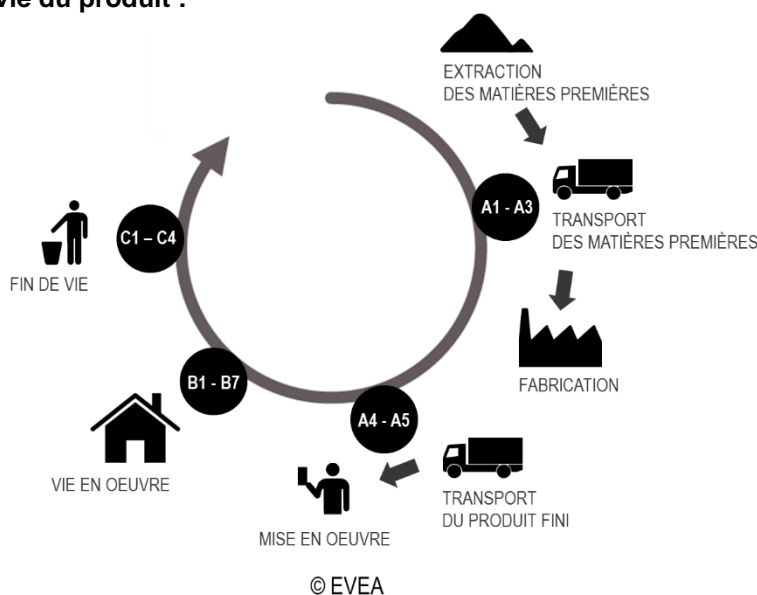 vie du produit :
EXTRACTION
DES MATIÈRES PREMIÈRES
A1 - A3
TRANSPORT
DES MATIÈRES PREMIÈRES
FABRICATION
A4 - A5
TRANSPORT
DU PRODUIT FINI
MISE EN OEUVRE
B1 - B7
VIE EN OEUVRE
C1 – C4
FIN DE VIE
© EVEA